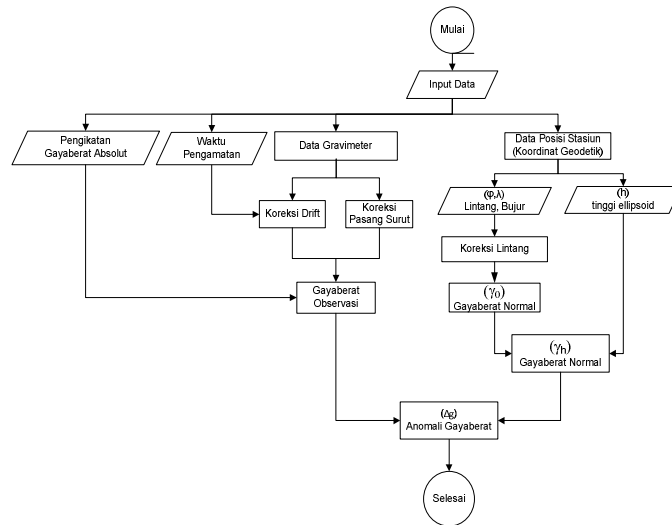 Mulai
Input Data
Pengikatan
Gayaberat Absolut
Waktu
Pengamatan
Data Gravimeter
Data Posisi Stasiun
(Koordinat Geodetik)
Koreksi Drift
Koreksi
Pasang Surut
(φ,λ)
Lintang, Bujur
(h)
tinggi ellipsoid
Koreksi Lintang
Gayaberat
Observasi
(γ0)
Gayaberat Normal
(γh)
Gayaberat Normal
(Δg)
Anomali Gayaberat
Selesai